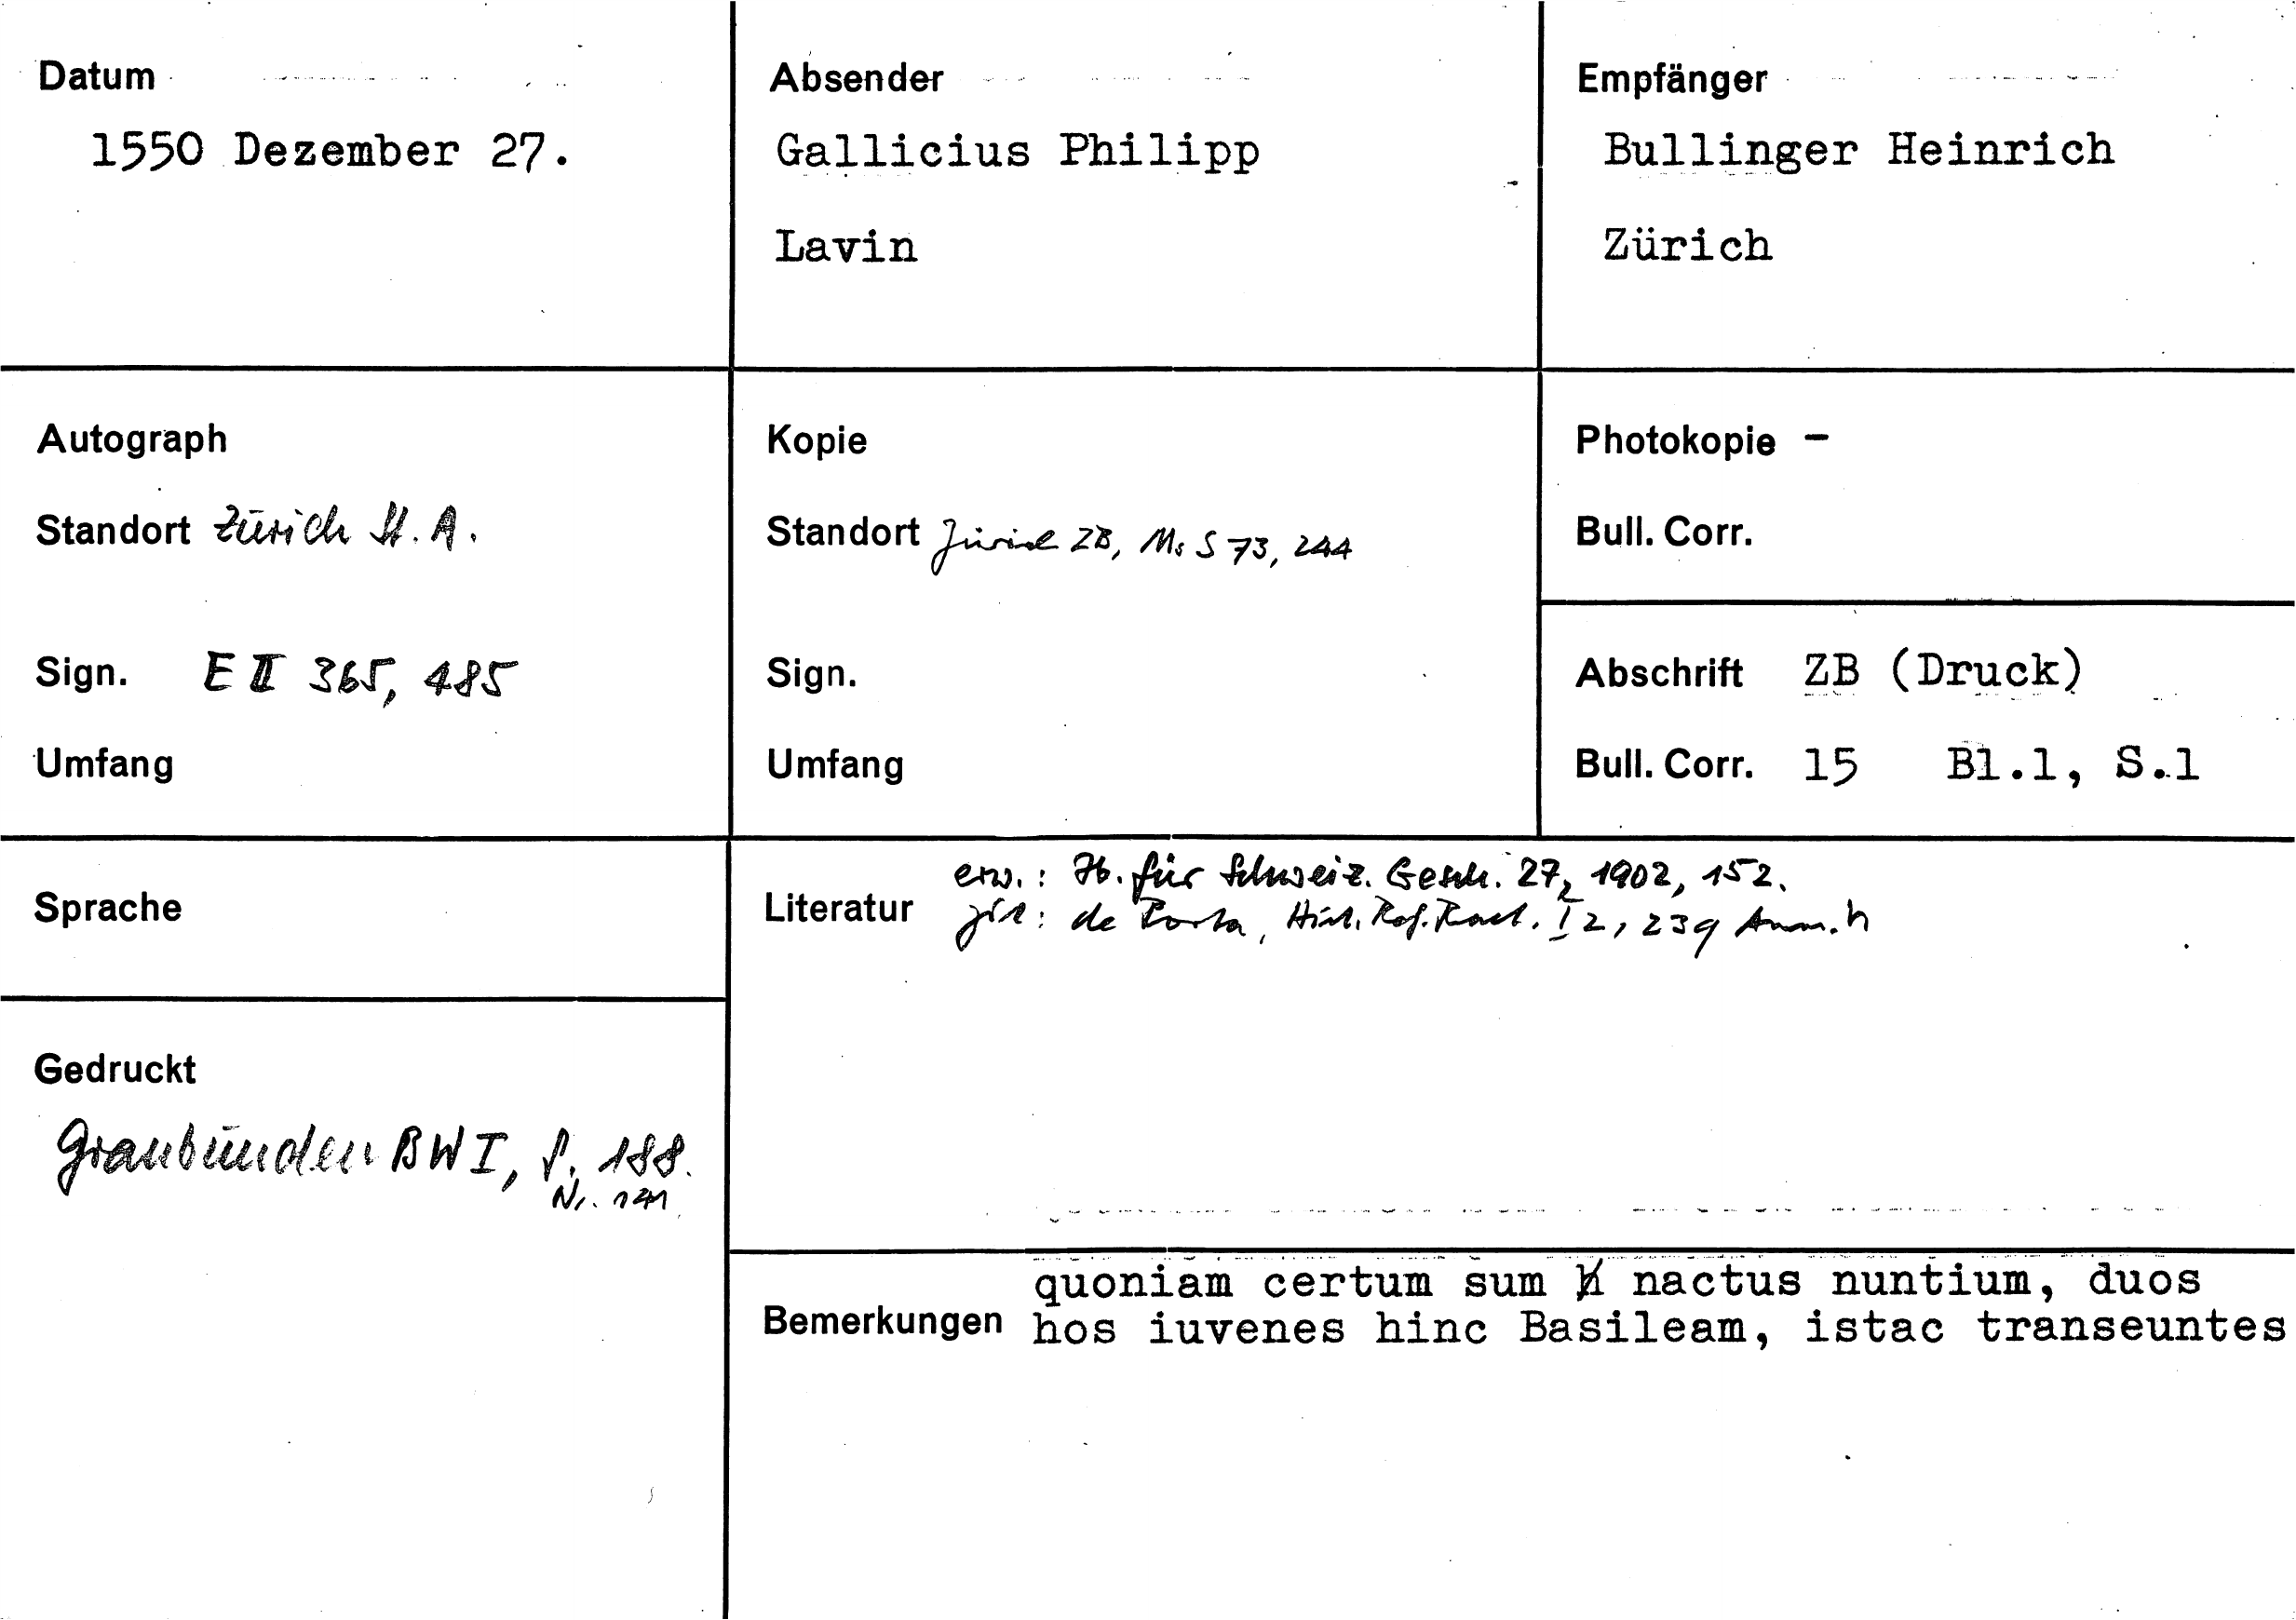 Datum
1550 Dezember 27.
Absender
Gallicius Philipp
Lavin
Empfänger
Bullinger Heinrich
Zürich
Autograph
Standort Zürich St. A.
Sign. E II 365, 485
Umfang
Kopie
Standort Zürich ZB, Ms S 73, 244
Sign.
Umfang
Photokopie -
Bull. Corr.
Abschrift ZB (Druck)
Bull. Corr. 15 Bl.1, S.1
Sprache
Gedruckt
Graubünden BW I, S. 188.
Nr. 141
Literatur
erw.: Jb. für Schweiz. Gesch. 27, 1902, 152.
zit: de Porta, Hist. Ref. Raet. I 2, 239 Anm. h
Bemerkungen
quoniam certum sum nactus nuntium, duos
hos iuvenes hinc Basileam, istac transeuntes